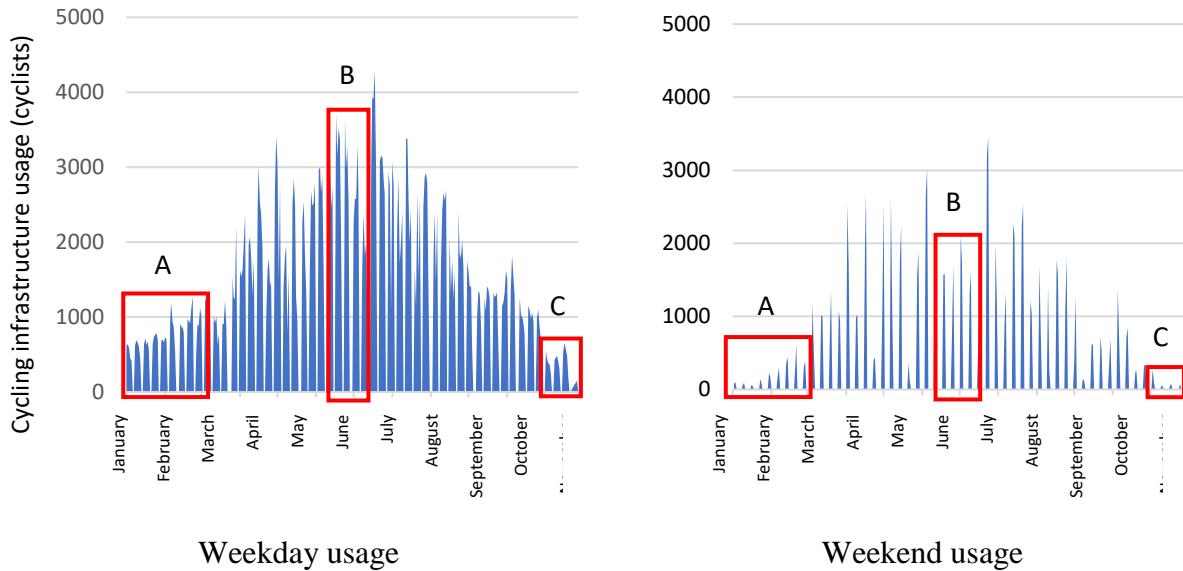 Cycling infrastructure usage (cyclists)
5000
4000
3000
2000
1000
0
A
B
C
January
February
March
April
May
June
July
August
September
October
Weekday usage
5000
4000
3000
2000
1000
0
A
B
C
January
February
March
April
May
June
July
August
September
October
Weekend usage